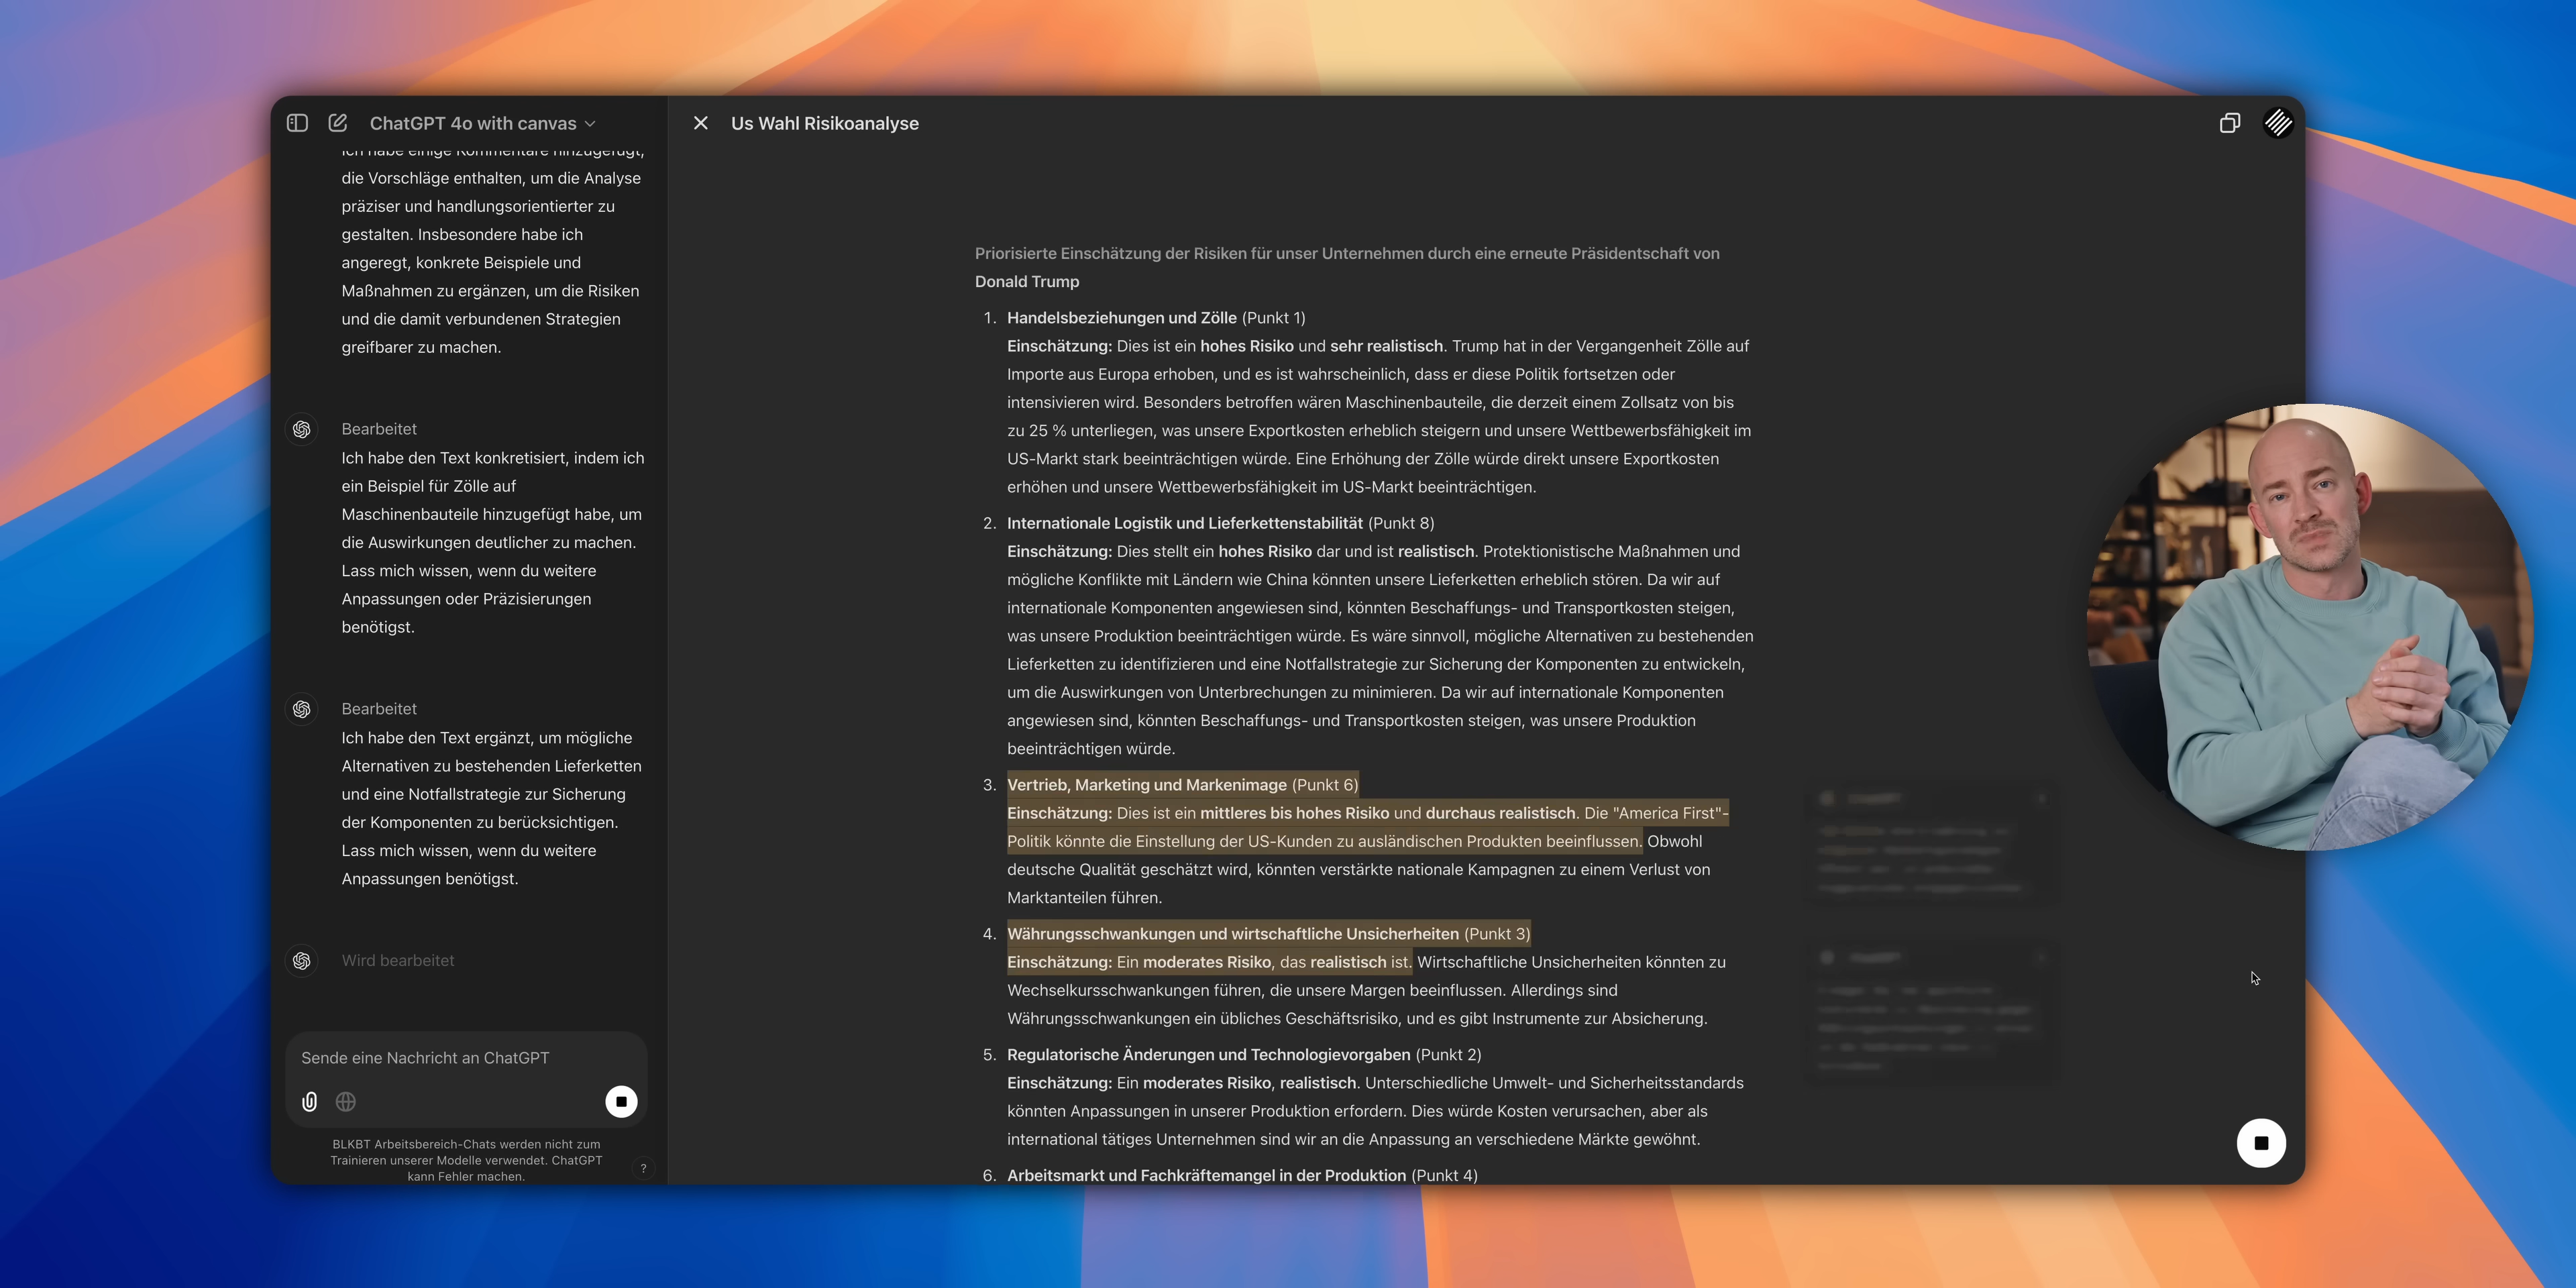 ChatGPT 4o with canvas
Ich habe einige Kommentare hinzugefügt,
die Vorschläge enthalten, um die Analyse
präziser und handlungsorientierter zu
gestalten. Insbesondere habe ich
angeregt, konkrete Beispiele und
Maßnahmen zu ergänzen, um die Risiken
und die damit verbundenen Strategien
greifbarer zu machen.
Bearbeitet
Ich habe den Text konkretisiert, indem ich
ein Beispiel für Zölle auf
Maschinenbauteile hinzugefügt habe, um
die Auswirkungen deutlicher zu machen.
Lass mich wissen, wenn du weitere
Anpassungen oder Präzisierungen
benötigst.
Bearbeitet
Ich habe den Text ergänzt, um mögliche
Alternativen zu bestehenden Lieferketten
und eine Notfallstrategie zur Sicherung
der Komponenten zu berücksichtigen.
Lass mich wissen, wenn du weitere
Anpassungen benötigst.
Wird bearbeitet
Sende eine Nachricht an ChatGPT
BLKBT Arbeitsbereich-Chats werden nicht zum
Trainieren unserer Modelle verwendet. ChatGPT
kann Fehler machen.
?
Us Wahl Risikoanalyse
Priorisierte Einschätzung der Risiken für unser Unternehmen durch eine erneute Präsidentschaft von
Donald Trump
1. Handelsbeziehungen und Zölle (Punkt 1)
Einschätzung: Dies ist ein hohes Risiko und sehr realistisch. Trump hat in der Vergangenheit Zölle auf
Importe aus Europa erhoben, und es ist wahrscheinlich, dass er diese Politik fortsetzen oder
intensivieren wird. Besonders betroffen wären Maschinenbauteile, die derzeit einem Zollsatz von bis
zu 25 % unterliegen, was unsere Exportkosten erheblich steigern und unsere Wettbewerbsfähigkeit im
US-Markt stark beeinträchtigen würde. Eine Erhöhung der Zölle würde direkt unsere Exportkosten
erhöhen und unsere Wettbewerbsfähigkeit im US-Markt beeinträchtigen.
2. Internationale Logistik und Lieferkettenstabilität (Punkt 8)
Einschätzung: Dies stellt ein hohes Risiko dar und ist realistisch. Protektionistische Maßnahmen und
mögliche Konflikte mit Ländern wie China könnten unsere Lieferketten erheblich stören. Da wir auf
internationale Komponenten angewiesen sind, könnten Beschaffungs- und Transportkosten steigen,
was unsere Produktion beeinträchtigen würde. Es wäre sinnvoll, mögliche Alternativen zu bestehenden
Lieferketten zu identifizieren und eine Notfallstrategie zur Sicherung der Komponenten zu entwickeln,
um die Auswirkungen von Unterbrechungen zu minimieren. Da wir auf internationale Komponenten
angewiesen sind, könnten Beschaffungs- und Transportkosten steigen, was unsere Produktion
beeinträchtigen würde.
3. Vertrieb, Marketing und Markenimage (Punkt 6)
Einschätzung: Dies ist ein mittleres bis hohes Risiko und durchaus realistisch. Die "America First"-
Politik könnte die Einstellung der US-Kunden zu ausländischen Produkten beeinflussen. Obwohl
deutsche Qualität geschätzt wird, könnten verstärkte nationale Kampagnen zu einem Verlust von
Marktanteilen führen.
4. Währungsschwankungen und wirtschaftliche Unsicherheiten (Punkt 3)
Einschätzung: Ein moderates Risiko, das realistisch ist. Wirtschaftliche Unsicherheiten könnten zu
Wechselkursschwankungen führen, die unsere Margen beeinflussen. Allerdings sind
Währungsschwankungen ein übliches Geschäftsrisiko, und es gibt Instrumente zur Absicherung.
5. Regulatorische Änderungen und Technologievorgaben (Punkt 2)
Einschätzung: Ein moderates Risiko, realistisch. Unterschiedliche Umwelt- und Sicherheitsstandards
könnten Anpassungen in unserer Produktion erfordern. Dies würde Kosten verursachen, aber als
international tätiges Unternehmen sind wir an die Anpassung an verschiedene Märkte gewöhnt.
6. Arbeitsmarkt und Fachkräftemangel in der Produktion (Punkt 4)